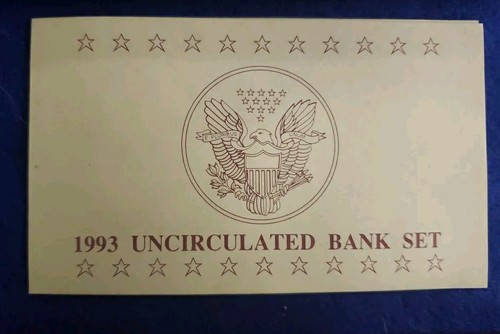 1993 UNCIRCULATED BANK SET